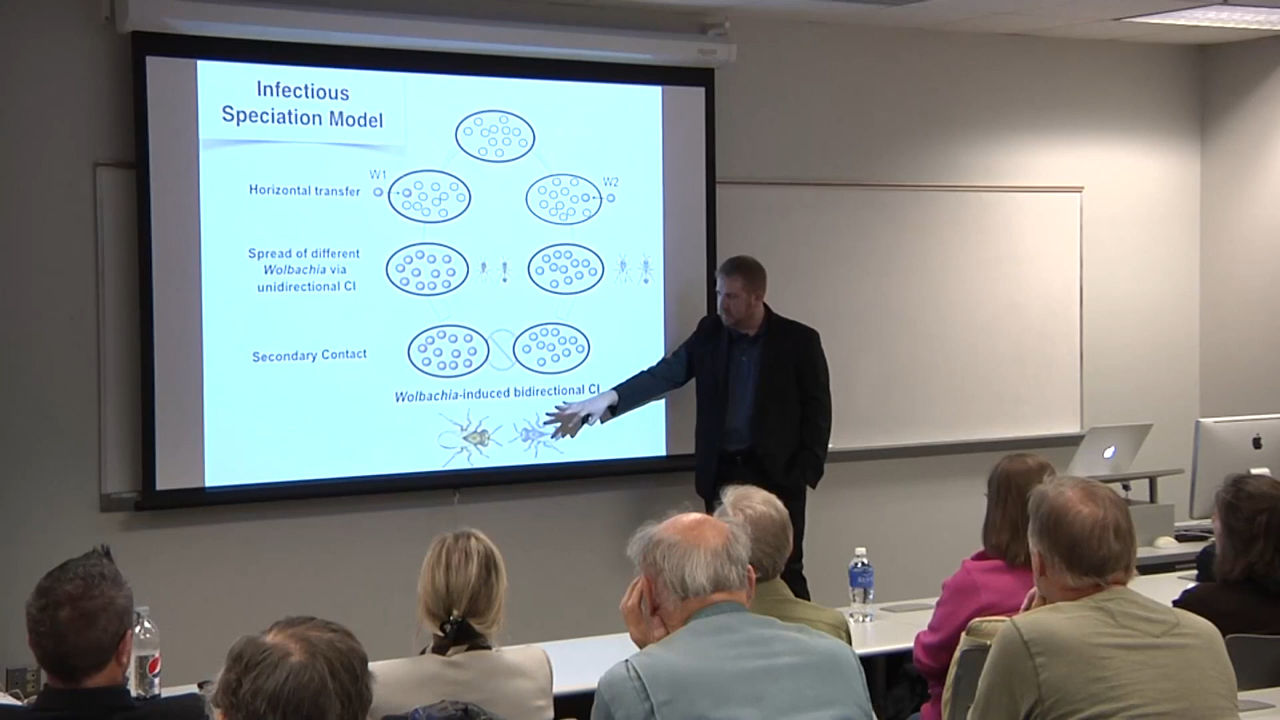 Infectious
Speciation Model
W1
W2
Horizontal transfer
Spread of different
Wolbachia via
unidirectional CI
Secondary Contact
Wolbachia-induced bidirectional CI